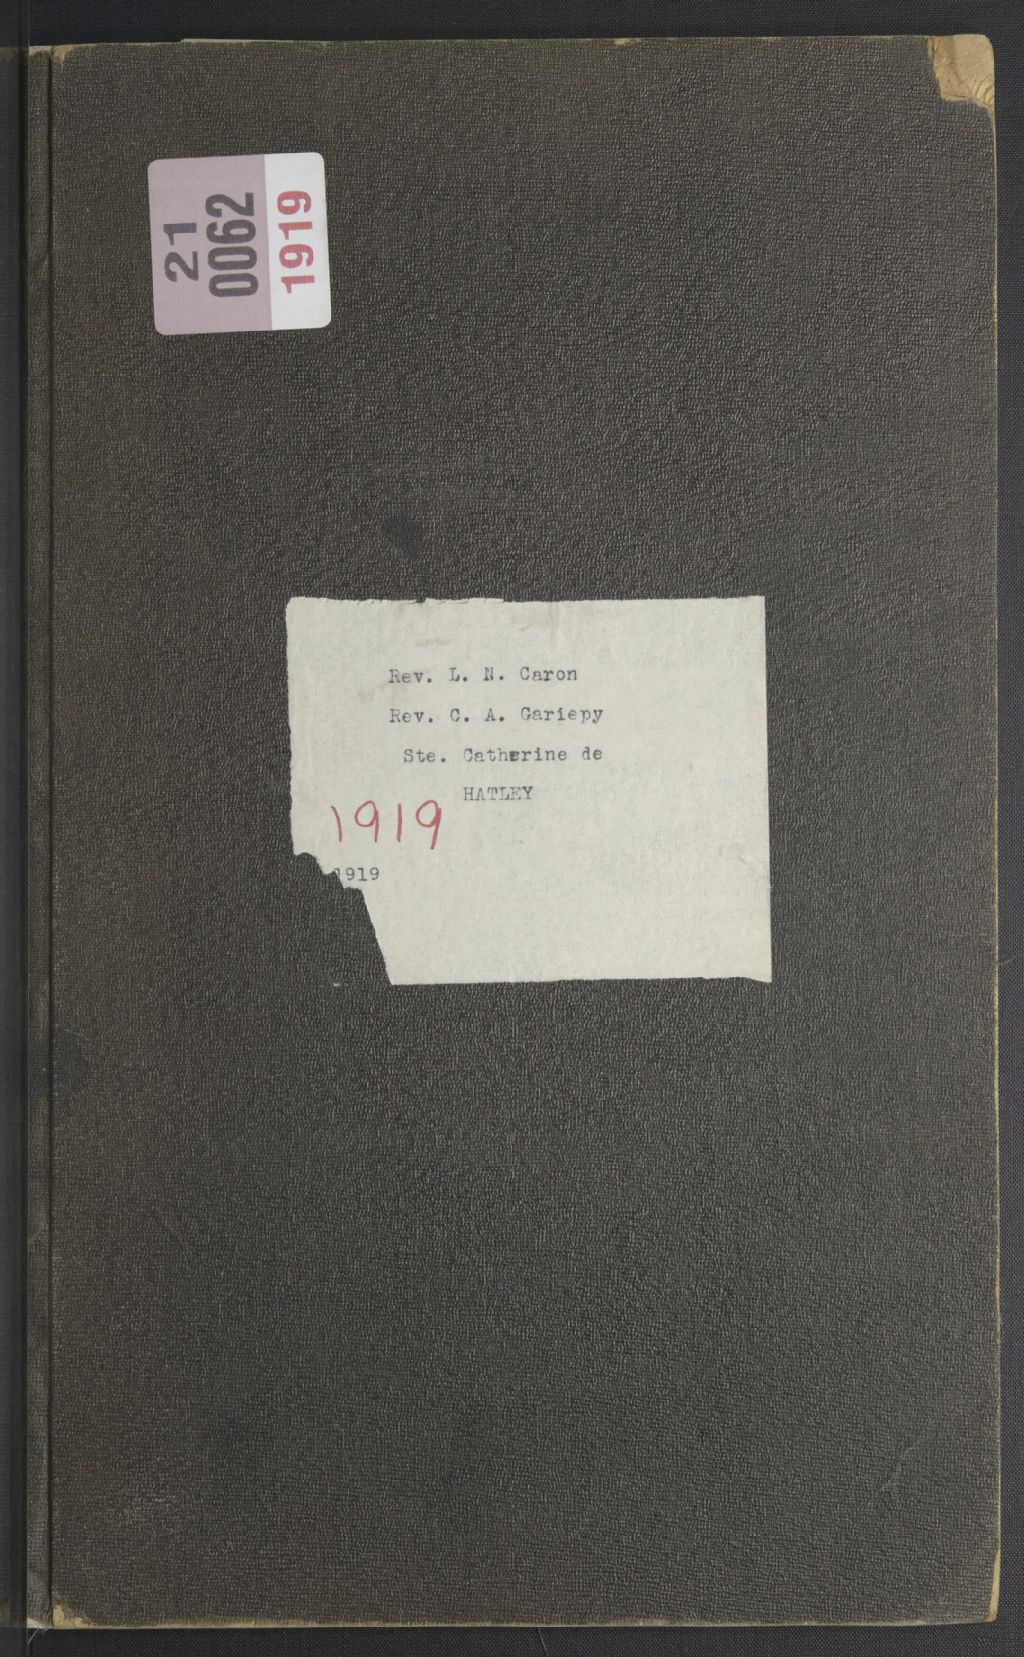 21
0062
1919
Rev. L. N. Caron
Rev. C. A. Gariepy
Ste. Catherine de
HATLEY
1919
1919